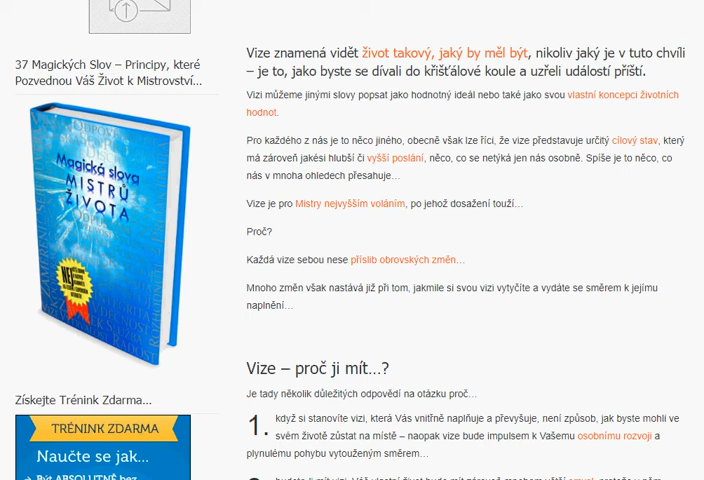 37 Magických Slov – Principy, které
Pozvednou Váš Život k Mistrovství...
Magická slova
MISTRŮ
ŽIVOTA
Získejte Trénink Zdarma...
TRÉNINK ZDARMA
Naučte se jak...
Být ABSOLUTNĚ bez
Vize znamená vidět život takový, jaký by měl být, nikoliv jaký je v tuto chvíli
– je to, jako byste se dívali do křišťálové koule a uzřeli událostí příští.
Vizi můžeme jinými slovy popsat jako hodnotný ideál nebo také jako svou vlastní koncepci životních
hodnot.
Pro každého z nás je to něco jiného, obecně však lze říci, že vize představuje určitý cílový stav, který
má zároveň jakési hlubší či vyšší poslání, něco, co se netýká jen nás osobně. Spíše je to něco, co
nás v mnoha ohledech přesahuje...
Vize je pro Mistry nejvyšším voláním, po jehož dosažení touží...
Proč?
Každá vize sebou nese příslib obrovských změn...
Mnoho změn však nastává již při tom, jakmile si svou vizi vytýčíte a vydáte se směrem k jejímu
naplnění...
Vize – proč ji mít...?
Je tady několik důležitých odpovědí na otázku proč...
1. když si stanovíte vizi, která Vás vnitřně naplňuje a převyšuje, není způsob, jak byste mohli ve
svém životě zůstat na místě – naopak vize bude impulsem k Vašemu osobnímu rozvoji a
plynulému pohybu vytouženým směrem...